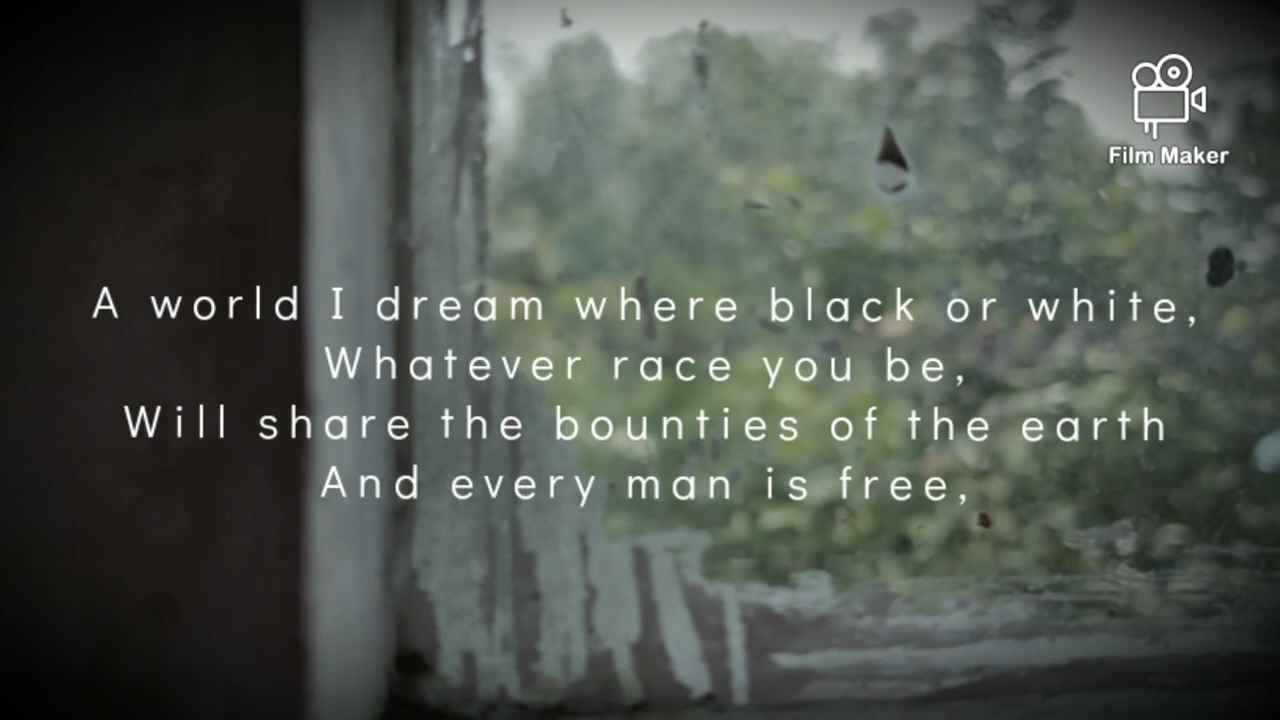 Film Maker
A world I dream where black or white,
Whatever race you be,
Will share the bounties of the earth
And every man is free,